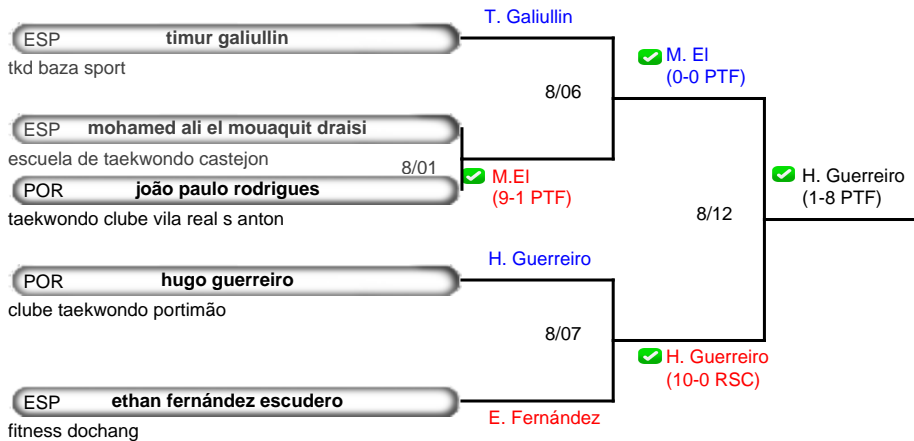 T. Galiullin
ESP timur galiullin
tkd baza sport
M. El
(0-0 PTF)
8/06
ESP mohamed ali el mouaquit draisi
escuela de taekwondo castejon
8/01
M.El
(9-1 PTF)
POR joão paulo rodrigues
taekwondo clube vila real s anton
H. Guerreiro
(1-8 PTF)
8/12
H. Guerreiro
POR hugo guerreiro
clube taekwondo portimão
8/07
H. Guerreiro
(10-0 RSC)
ESP ethan fernández escudero
E. Fernández
fitness dochang